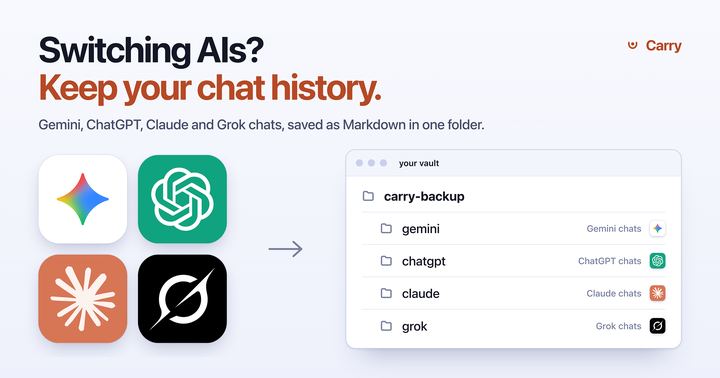 Switching AIs?
Carry
Keep your chat history.
Gemini, ChatGPT, Claude and Grok chats, saved as Markdown in one folder.
your vault
carry-backup
gemini Gemini chats
chatgpt ChatGPT chats
claude Claude chats
grok Grok chats